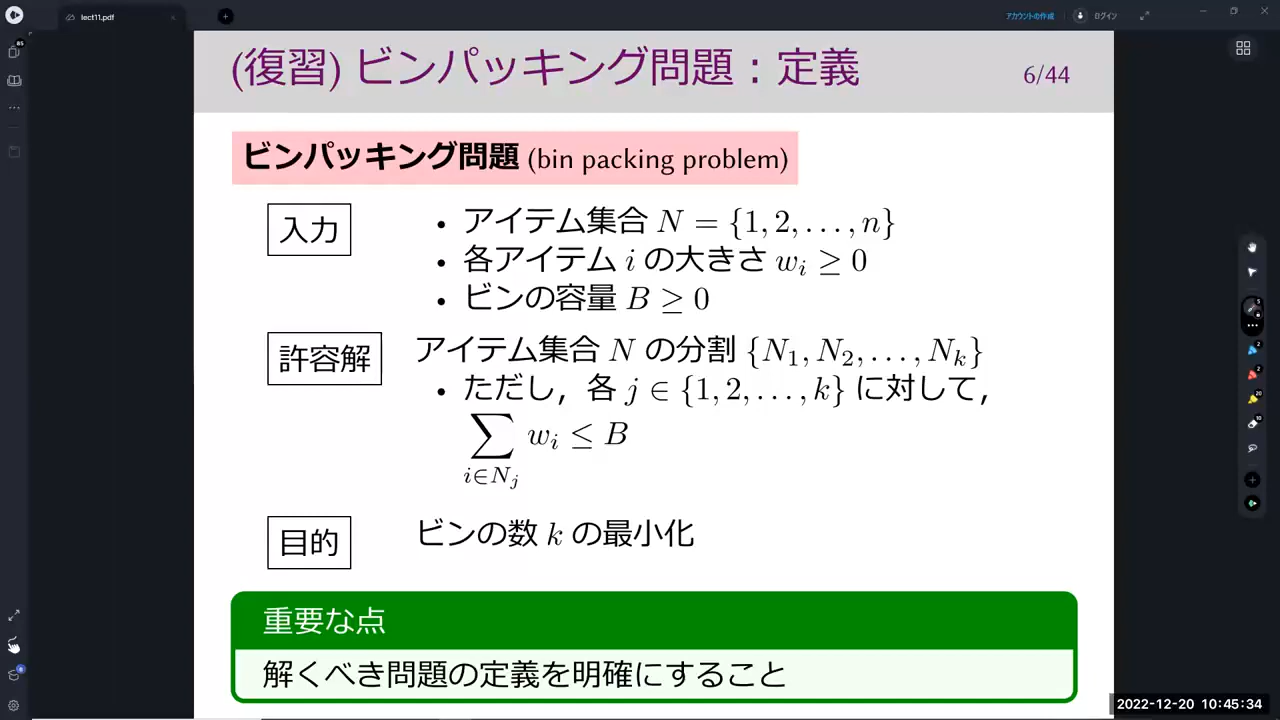 lect11.pdf
アカウントの作成
ログイン
(復習) ビンパッキング問題：定義
6/44
ビンパッキング問題 (bin packing problem)
入力
• アイテム集合 N = {1, 2, . . . , n}
• 各アイテム i の大きさ wᵢ ≥ 0
• ビンの容量 B ≥ 0
許容解
アイテム集合 N の分割 {N₁, N₂, . . . , Nₖ}
• ただし，各 j ∈ {1, 2, . . . , k} に対して，
∑ wᵢ ≤ B
i∈Nⱼ
目的
ビンの数 k の最小化
重要な点
解くべき問題の定義を明確にすること
2022-12-20 10:45:34